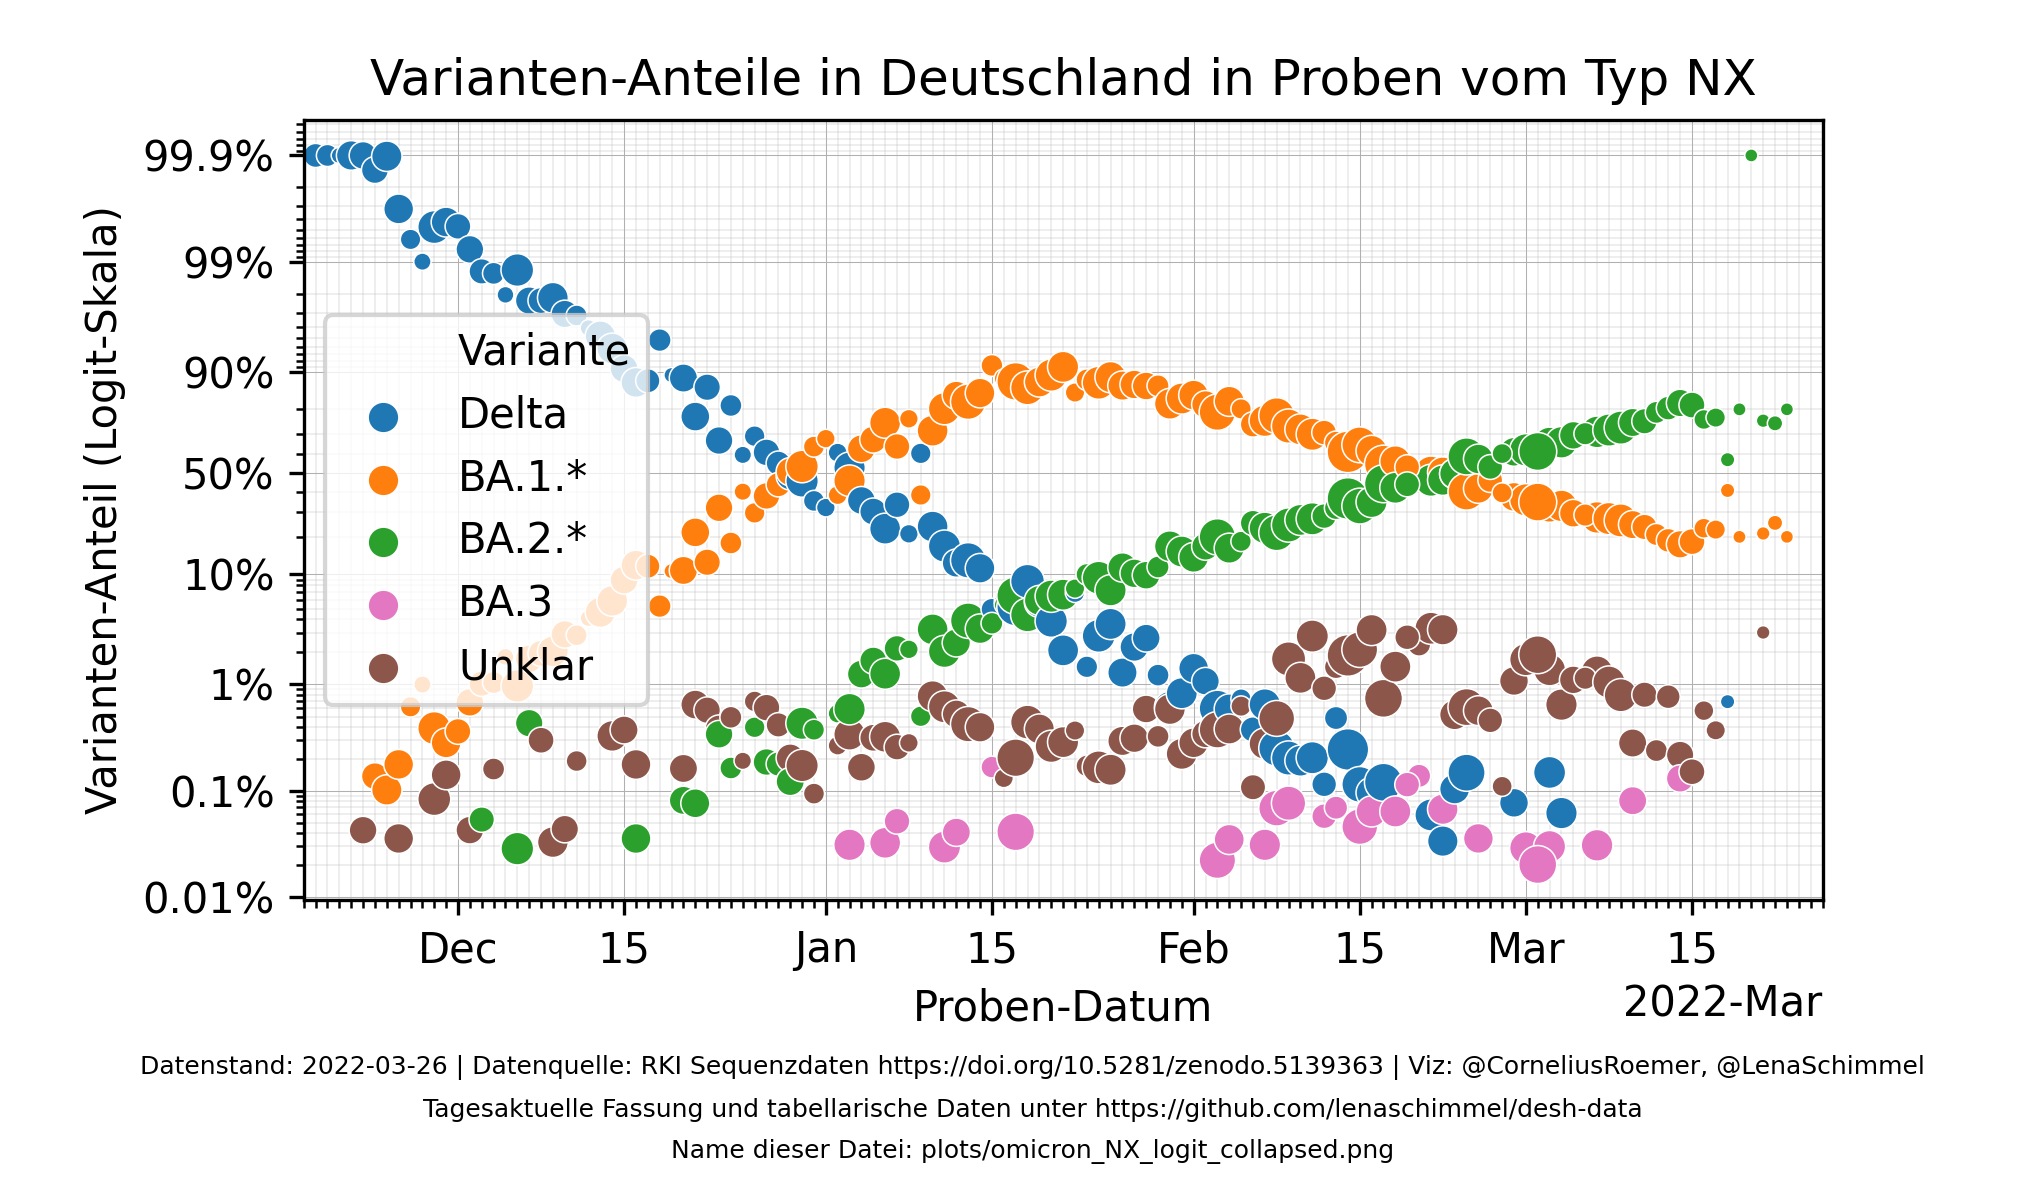 Varianten-Anteile in Deutschland in Proben vom Typ NX
Varianten-Anteil (Logit-Skala)
99.9%
99%
90%
50%
10%
1%
0.1%
0.01%
Variante
Delta
BA.1.*
BA.2.*
BA.3
Unklar
Dec 15 Jan 15 Feb 15 Mar 15
2022-Mar
Proben-Datum
Datenstand: 2022-03-26 | Datenquelle: RKI Sequenzdaten https://doi.org/10.5281/zenodo.5139363 | Viz: @CorneliusRoemer, @LenaSchimmel
Tagesaktuelle Fassung und tabellarische Daten unter https://github.com/lenaschimmel/desh-data
Name dieser Datei: plots/omicron_NX_logit_collapsed.png